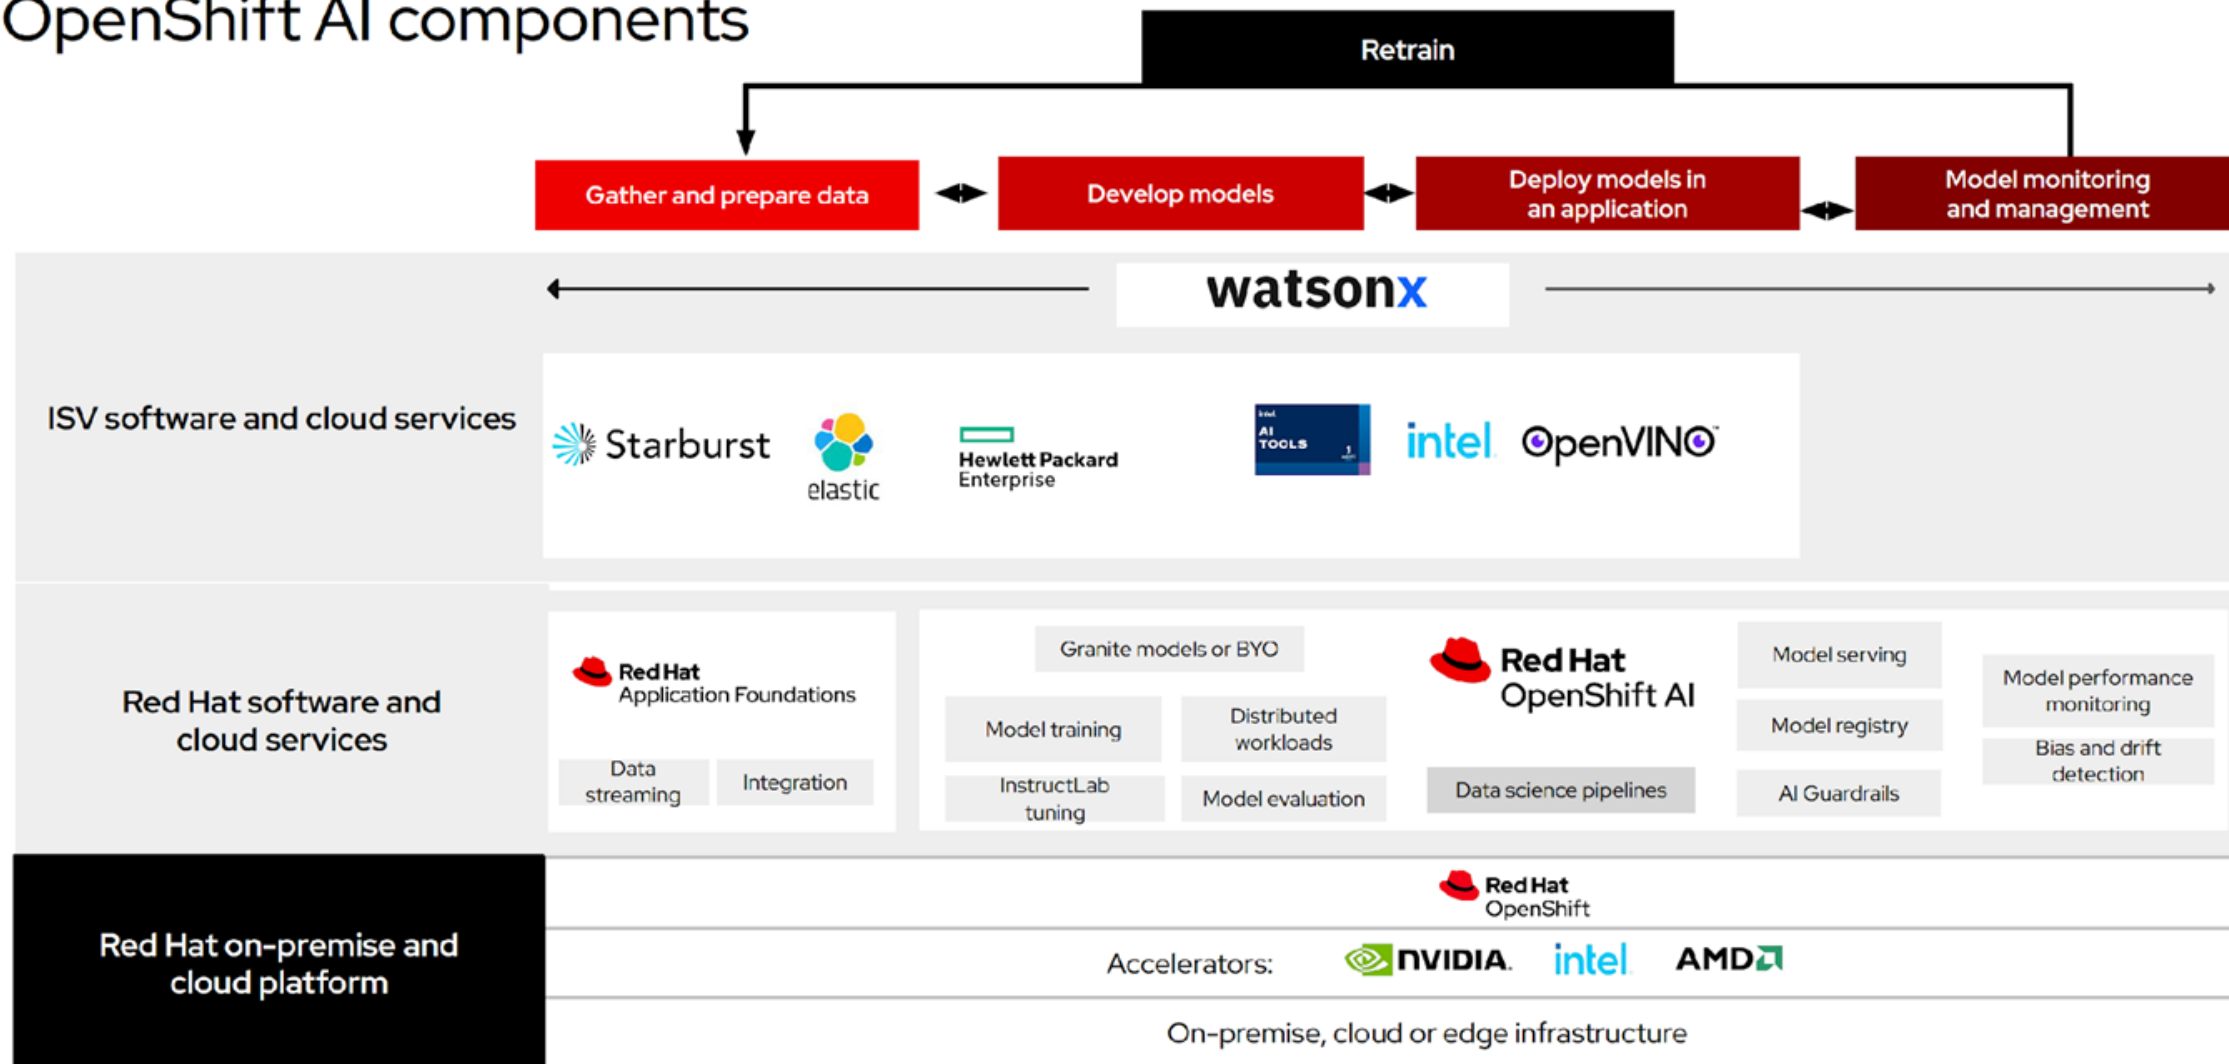 OpenShift AI components
Retrain
Gather and prepare data
Develop models
Deploy models in
an application
Model monitoring
and management
watsonx
ISV software and cloud services
Starburst
elastic
Hewlett Packard
Enterprise
intel
AI
TOOLS
intel
OpenVINO™
Red Hat software and
cloud services
Red Hat
Application Foundations
Data
streaming
Integration
Granite models or BYO
Model training
Distributed
workloads
InstructLab
tuning
Model evaluation
Red Hat
OpenShift AI
Data science pipelines
Model serving
Model registry
AI Guardrails
Model performance
monitoring
Bias and drift
detection
Red Hat on-premise and
cloud platform
Red Hat
OpenShift
Accelerators:
NVIDIA.
intel.
AMD
On-premise, cloud or edge infrastructure